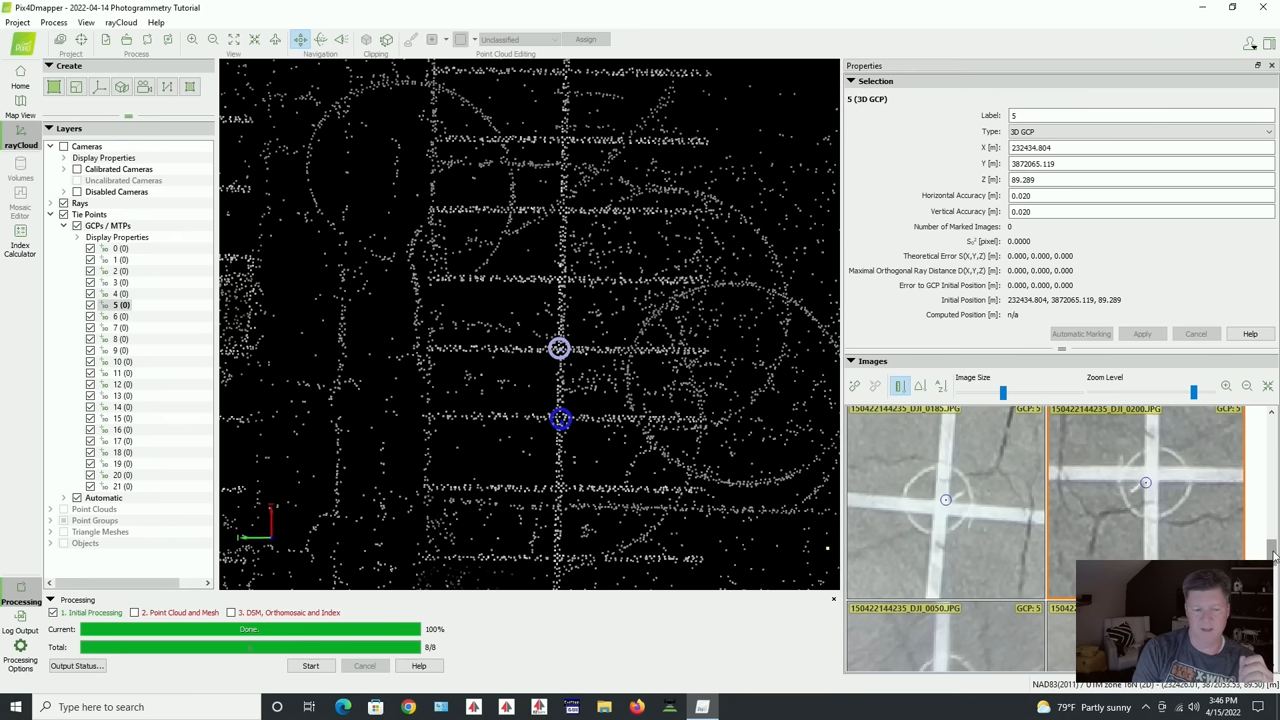 Pix4Dmapper - 2022-04-14 Photogrammetry Tutorial
Project Process View rayCloud Help
Unclassified Assign
Project Process View Navigation Clipping Point Cloud Editing
Home
Map View
rayCloud
Volumes
Mosaic Editor
Index Calculator
Create
Layers
Cameras
Display Properties
Calibrated Cameras
Uncalibrated Cameras
Disabled Cameras
Rays
Tie Points
GCPs / MTPs
Display Properties
0 (0)
1 (0)
2 (0)
3 (0)
4 (0)
5 (0)
6 (0)
7 (0)
8 (0)
9 (0)
10 (0)
11 (0)
12 (0)
13 (0)
14 (0)
15 (0)
16 (0)
17 (0)
18 (0)
19 (0)
20 (0)
21 (0)
Automatic
Point Clouds
Point Groups
Triangle Meshes
Objects
Properties
Selection
5 (3D GCP)
Label: 5
Type: 3D GCP
X [m]: 232434.804
Y [m]: 3872065.119
Z [m]: 89.289
Horizontal Accuracy [m]: 0.020
Vertical Accuracy [m]: 0.020
Number of Marked Images: 0
S₀² [pixel]: 0.0000
Theoretical Error S(X,Y,Z) [m]: 0.000, 0.000, 0.000
Maximal Orthogonal Ray Distance D(X,Y,Z) [m]: 0.000, 0.000, 0.000
Error to GCP Initial Position [m]: 0.000, 0.000, 0.000
Initial Position [m]: 232434.804, 3872065.119, 89.289
Computed Position [m]: n/a
Automatic Marking Apply Cancel Help
Images
Image Size Zoom Level
150422144235_DJI_0185.JPG GCP: 5 150422144235_DJI_0200.JPG GCP: 5
150422144235_DJI_0050.JPG GCP: 5
Processing
Log Output
Processing Options
Processing
1. Initial Processing 2. Point Cloud and Mesh 3. DSM, Orthomosaic and Index
Current: Done. 100%
Total: 8/8
Output Status... Start Cancel Help
Type here to search
79°F Partly sunny
3:46 PM
4/15/2022